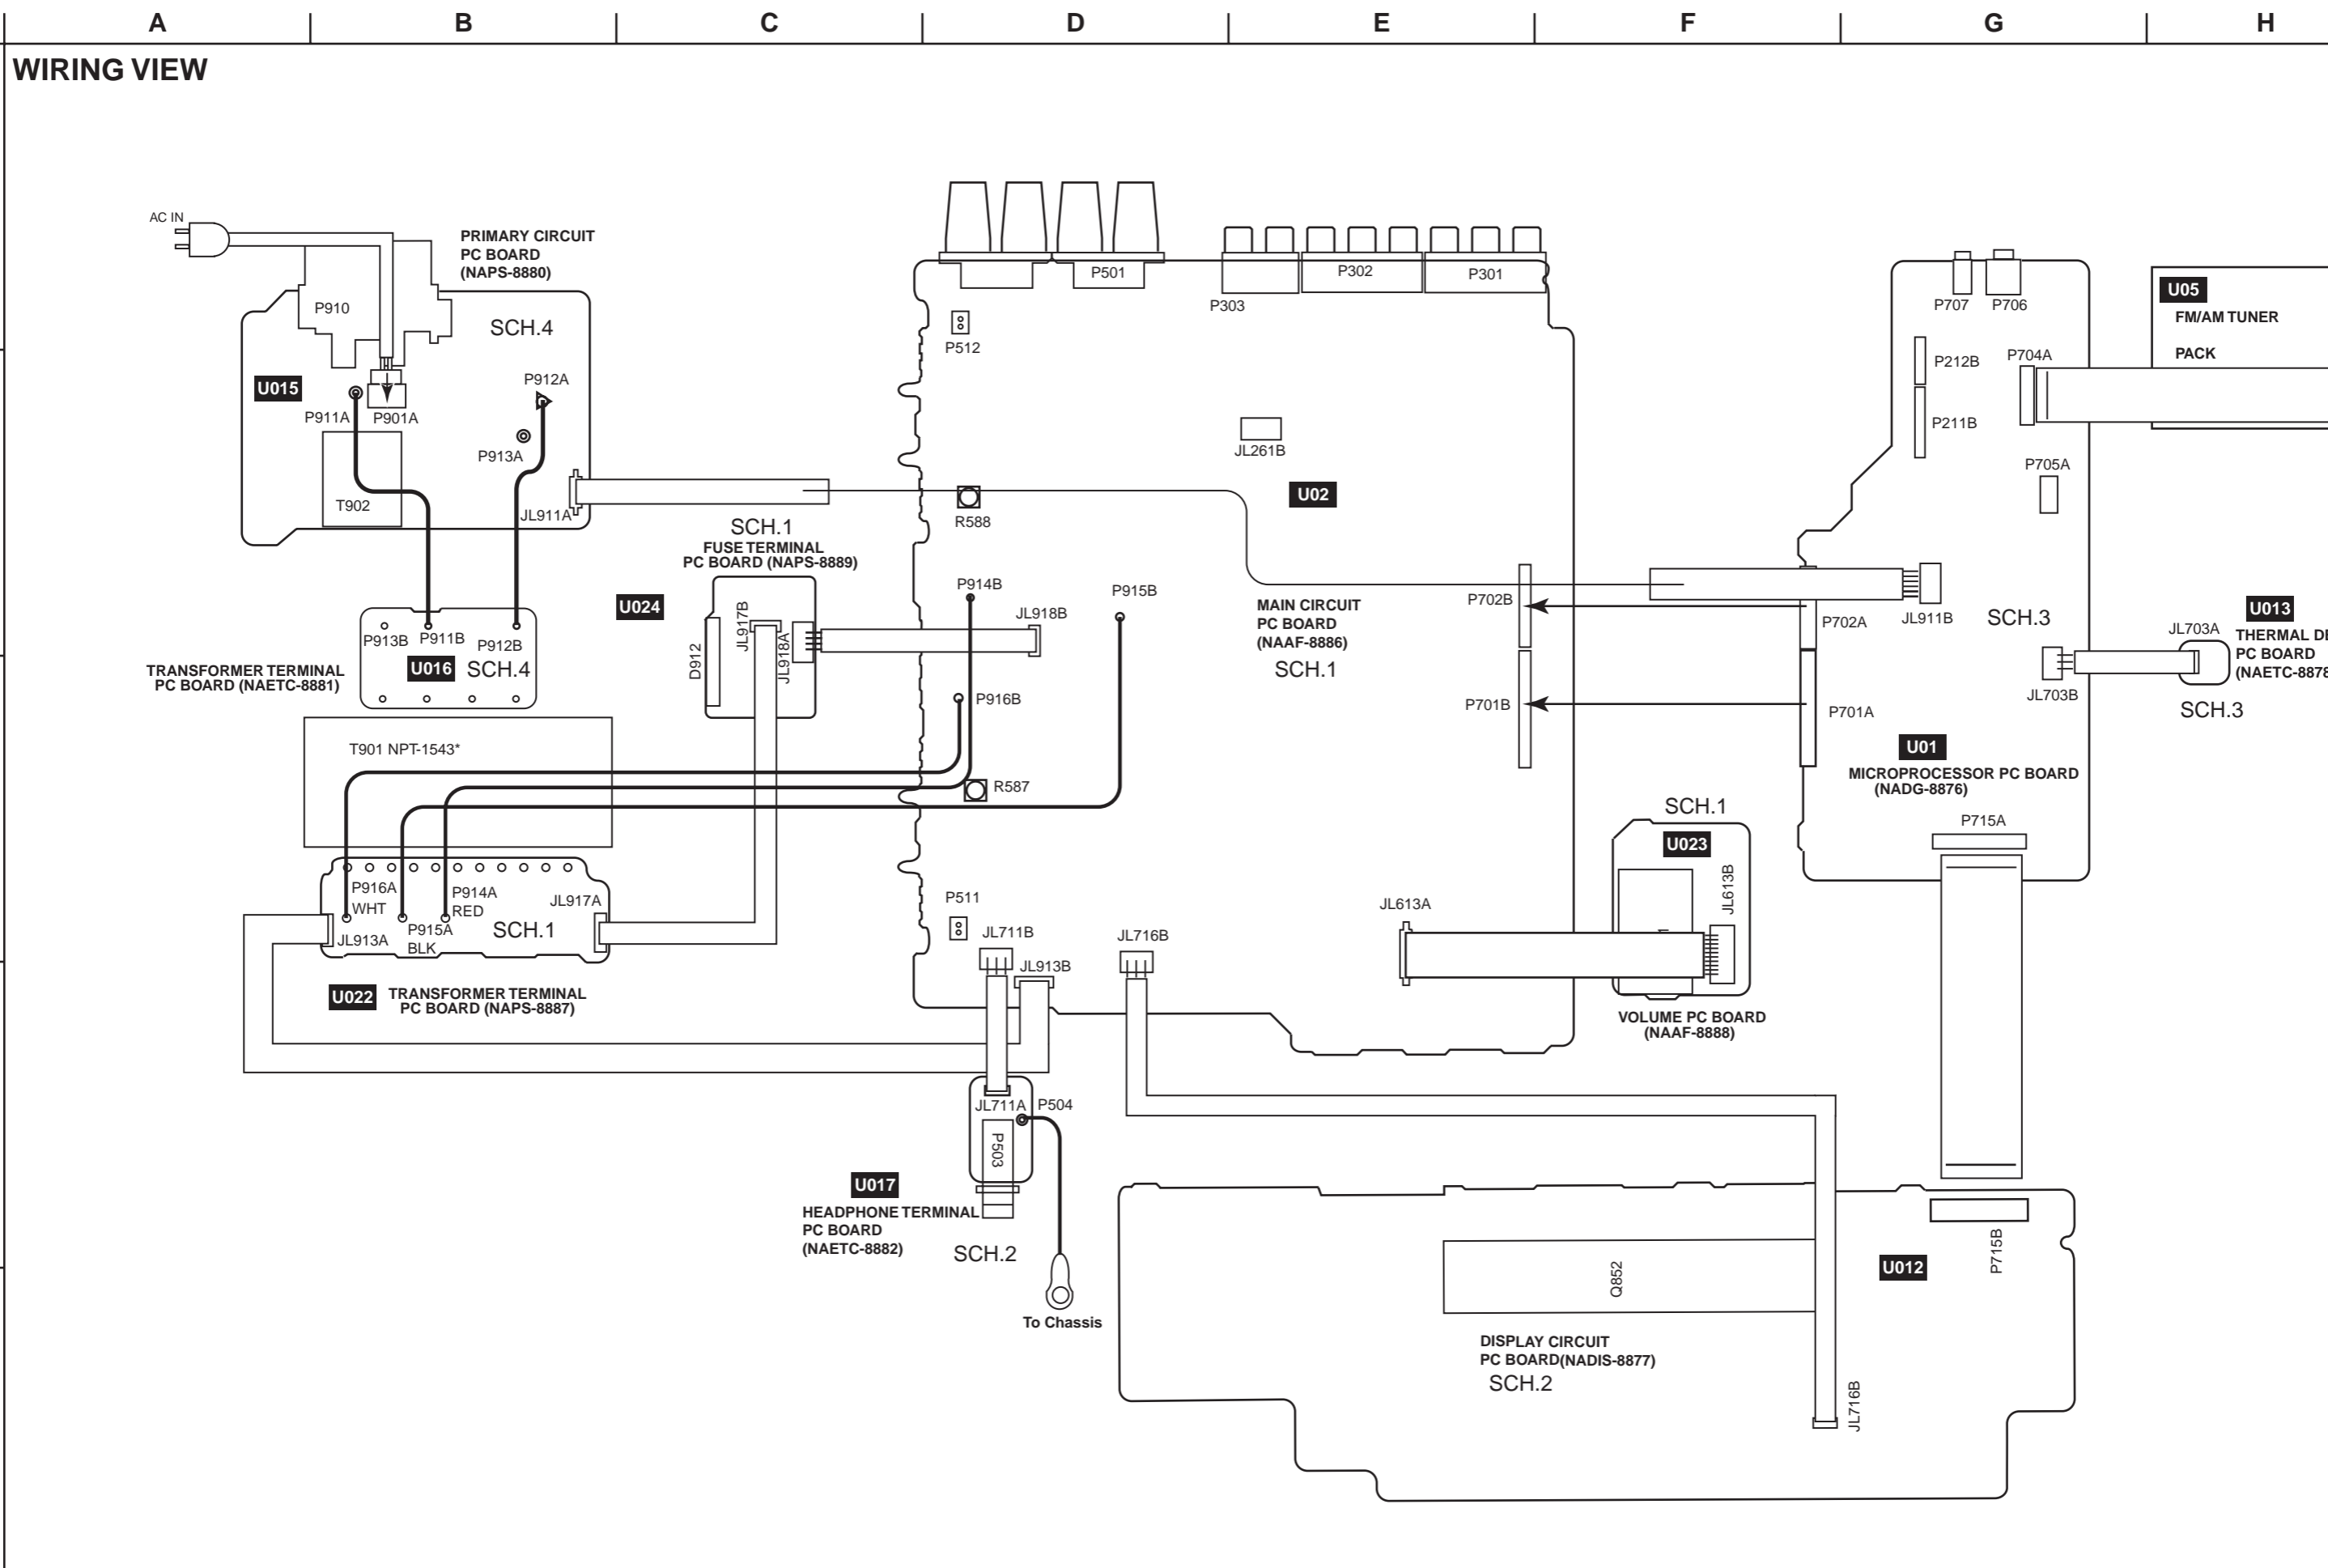 A B C D E F G H
WIRING VIEW
AC IN
PRIMARY CIRCUIT
PC BOARD
(NAPS-8880)
P910
SCH.4
U015
P912A
P911A
P901A
P913A
T902
JL911A
P913B
P911B
P912B
U016
SCH.4
TRANSFORMER TERMINAL
PC BOARD (NAETC-8881)
T901 NPT-1543*
P916A
WHT
P914A
RED
JL917A
P915A
BLK
SCH.1
JL913A
U022
TRANSFORMER TERMINAL
PC BOARD (NAPS-8887)
SCH.1
FUSE TERMINAL
PC BOARD (NAPS-8889)
U024
JL917B
D912
JL918A
P501
P303
P302
P301
P512
JL261B
U02
R588
P914B
P915B
JL918B
P916B
R587
MAIN CIRCUIT
PC BOARD
(NAAF-8886)
SCH.1
P702B
P701B
P511
JL711B
JL913B
JL716B
JL613A
JL711A
P504
P503
U017
HEADPHONE TERMINAL
PC BOARD
(NAETC-8882)
SCH.2
To Chassis
SCH.1
U023
JL613B
VOLUME PC BOARD
(NAAF-8888)
P707
P706
P212B
P704A
P211B
P705A
P702A
JL911B
SCH.3
JL703B
P701A
U01
MICROPROCESSOR PC BOARD
(NADG-8876)
P715A
U05
FM/AM TUNER
PACK
U013
JL703A
THERMAL DE
PC BOARD
(NAETC-8878
SCH.3
P715B
U012
Q852
DISPLAY CIRCUIT
PC BOARD(NADIS-8877)
SCH.2
JL716B